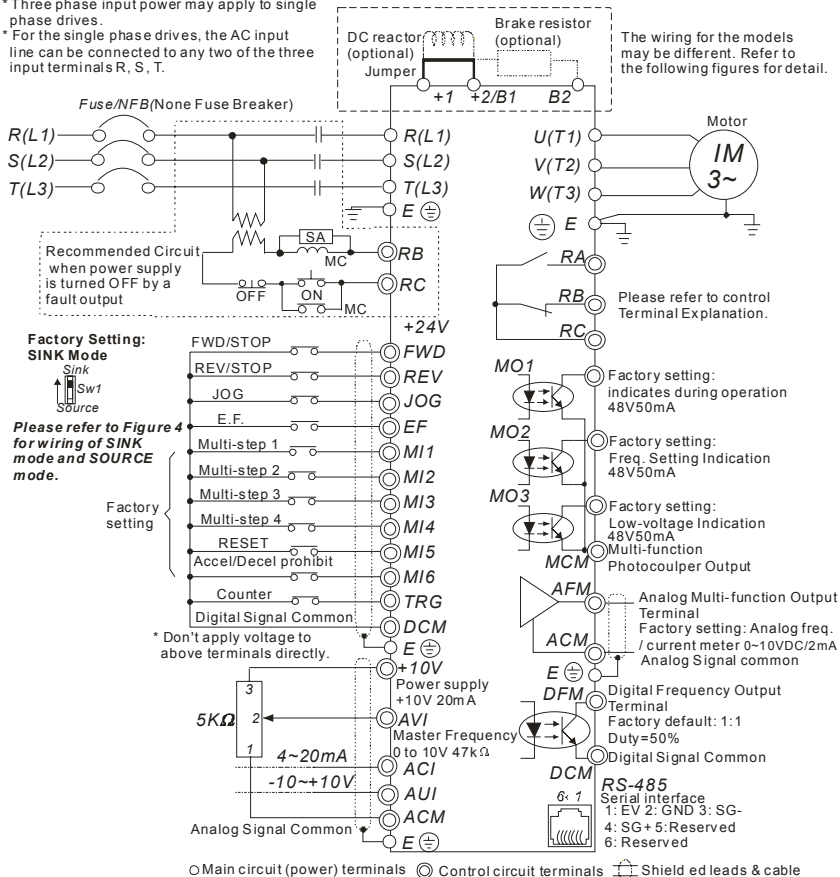 * Three phase input power may apply to single
phase drives.
* For the single phase drives, the AC input
line can be connected to any two of the three
input terminals R, S, T.
DC reactor
(optional)
Jumper
Brake resistor
(optional)
The wiring for the models
may be different. Refer to
the following figures for detail.
+1 +2/B1 B2
Fuse/NFB(None Fuse Breaker)
R(L1)
S(L2)
T(L3)
R(L1)
S(L2)
T(L3)
E
U(T1)
V(T2)
W(T3)
E
Motor
IM
3~
Recommended Circuit
when power supply
is turned OFF by a
fault output
SA
MC
OFF
ON
MC
RB
RC
RA
RB
RC
Please refer to control
Terminal Explanation.
Factory Setting:
SINK Mode
Sink
Sw1
Source
Please refer to Figure 4
for wiring of SINK
mode and SOURCE
mode.
+24V
FWD/STOP
FWD
REV/STOP
REV
JOG
JOG
E.F.
EF
Multi-step 1
MI1
Multi-step 2
MI2
Multi-step 3
MI3
Multi-step 4
MI4
RESET
MI5
Accel/Decel prohibit
MI6
Counter
TRG
Digital Signal Common
DCM
Factory
setting
* Don't apply voltage to
above terminals directly.
E
MO1
Factory setting:
indicates during operation
48V50mA
MO2
Factory setting:
Freq. Setting Indication
48V50mA
MO3
Factory setting:
Low-voltage Indication
48V50mA
Multi-function
Photocoulper Output
MCM
AFM
Analog Multi-function Output
Terminal
Factory setting: Analog freq.
/ current meter 0~10VDC/2mA
ACM
Analog Signal common
E
+10V
Power supply
+10V 20mA
3
2
1
5KΩ
AVI
Master Frequency
0 to 10V 47kΩ
4~20mA
ACI
-10~+10V
AUI
ACM
Analog Signal Common
E
DFM
Digital Frequency Output
Terminal
Factory default: 1:1
Duty=50%
Digital Signal Common
DCM
RS-485
Serial interface
6 1
1: EV 2: GND 3: SG-
4: SG+ 5:Reserved
6: Reserved
Main circuit (power) terminals
Control circuit terminals
Shield ed leads & cable